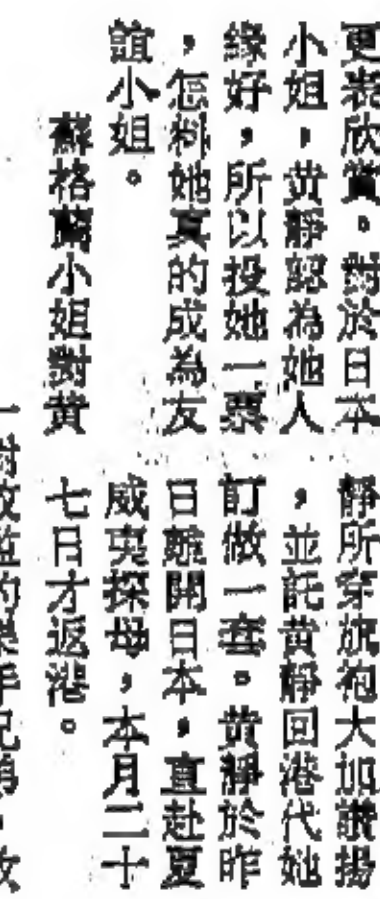 更表欣賞。對於日本
小姐,黃靜認為她人
緣好,所以投她一票
,怎料她真的成為友
誼小姐。
蘇格蘭小姐對黃
靜所穿旗袍大加讚揚
,並託黃靜回港代她
訂做一套。黃靜於昨
日離開日本,直赴夏
威夷探母,本月二十
七日才返港。